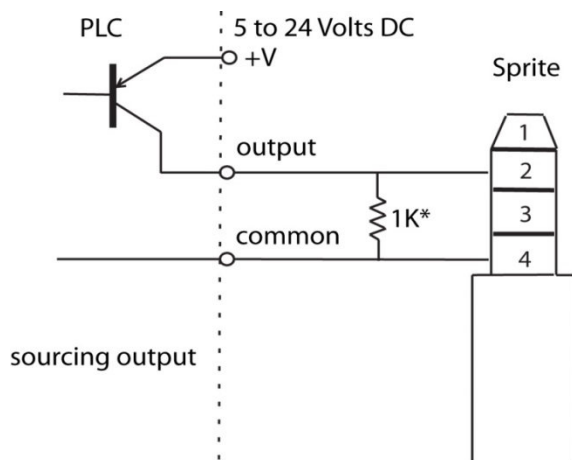 PLC
5 to 24 Volts DC
+V
Sprite
1
output
2
1K*
3
common
4
sourcing output